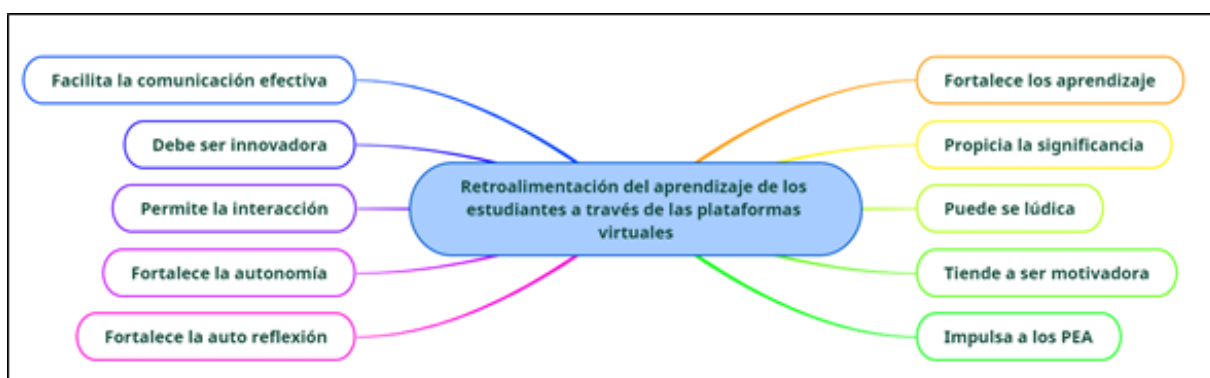 Facilita la comunicación efectiva
Debe ser innovadora
Permite la interacción
Fortalece la autonomía
Fortalece la auto reflexión
Retroalimentación del aprendizaje de los
estudiantes a través de las plataformas
virtuales
Fortalece los aprendizaje
Propicia la significancia
Puede se lúdica
Tiende a ser motivadora
Impulsa a los PEA